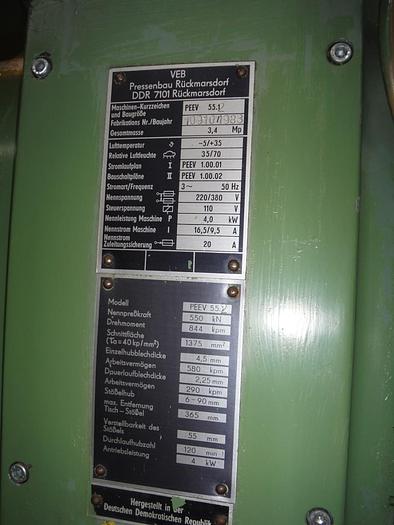 VEB
Pressenbau Rückmarsdorf
DDR 7101 Rückmarsdorf
Maschinen-Kurzzeichen
und Baugröße PEEV 55.1/
Fabrikations Nr./Baujahr
Gesamtmasse 3,4 Mp
Lufttemperatur -5/+35
Relative Luftfeuchte 35/70
Stromlaufplan I PEEV 1.00.01
Bauschaltpläne II PEEV 1.00.02
Stromart/Frequenz 3~ 50 Hz
Nennspannung 220/380 V
Steuerspannung 110 V
Nennleistung Maschine P 4,0 kW
Nennstrom Maschine I 16,5/9,5 A
Nennstrom
Zuleitungssicherung 20 A
Modell PEEV 55.
Nennpreßkraft 550 kN
Drehmoment 844 kpm
Schnittfläche
(Ta = 40 kp/mm²) 1375 mm²
Einzelhubblechdicke 4,5 mm
Arbeitsvermögen 580 kpm
Dauerlaufblechdicke 2,25 mm
Arbeitsvermögen 290 kpm
Stößelhub 6-90 mm
max. Entfernung
Tisch - Stößel 365 mm
Verstellbarkeit des
Stößels 55 mm
Durchlaufhubzahl 120 min⁻¹
Antriebsleistung 4 kW
Hergestellt in der
Deutschen Demokratischen Republik